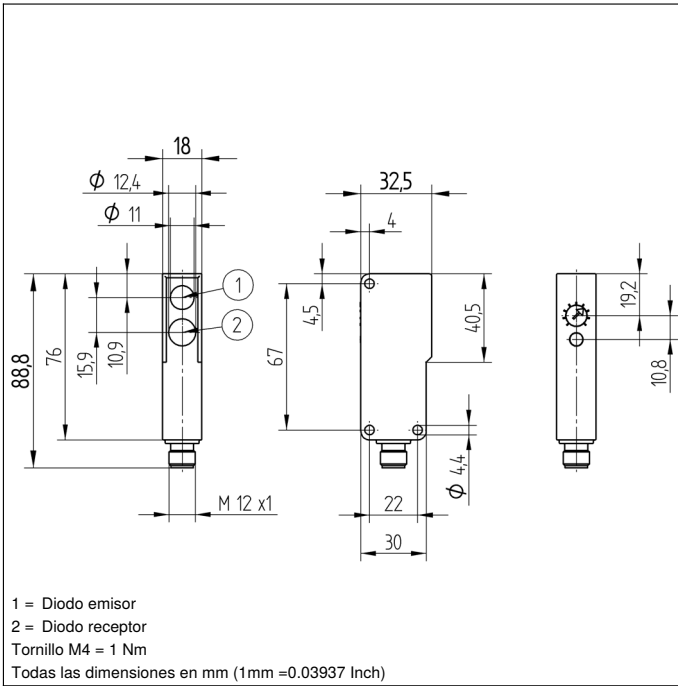 18
ϕ 12,4
ϕ 11
32,5
4
1
2
88,8
76
15,9
10,9
4,5
67
40,5
19,2
10,8
M 12 x1
ϕ 4,4
22
30
1 = Diodo emisor
2 = Diodo receptor
Tornillo M4 = 1 Nm
Todas las dimensiones en mm (1mm =0.03937 Inch)